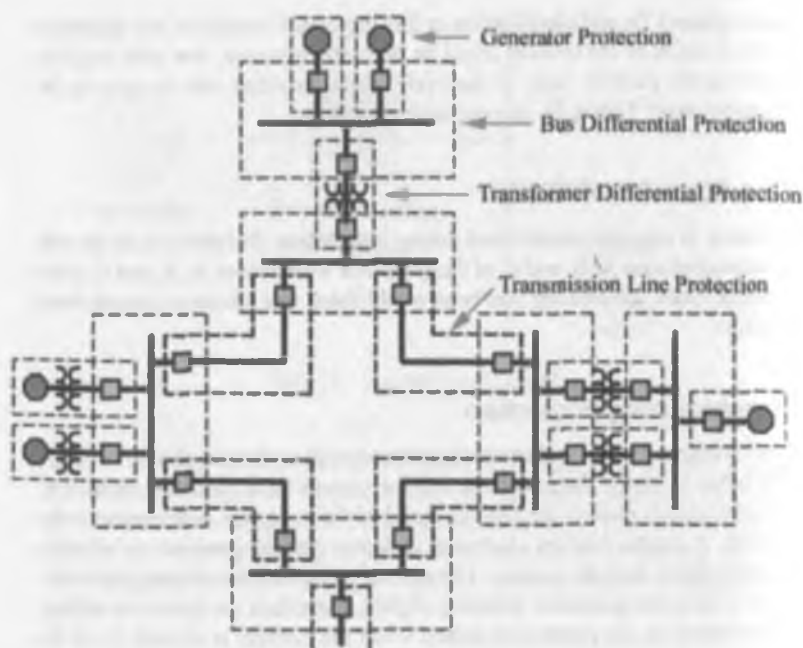 Generator Protection
Bus Differential Protection
Transformer Differential Protection
Transmission Line Protection